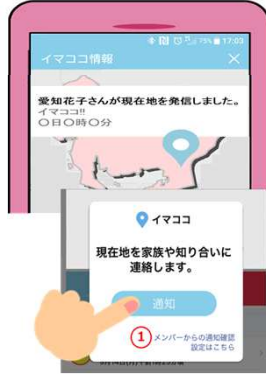 75% 17:03
イマココ情報 ×
愛知花子さんが現在地を発信しました。
イマココ!!
〇日〇時〇分
イマココ
現在地を家族や知り合いに
連絡します。
通知
① メンバーからの通知確認
設定はこちら